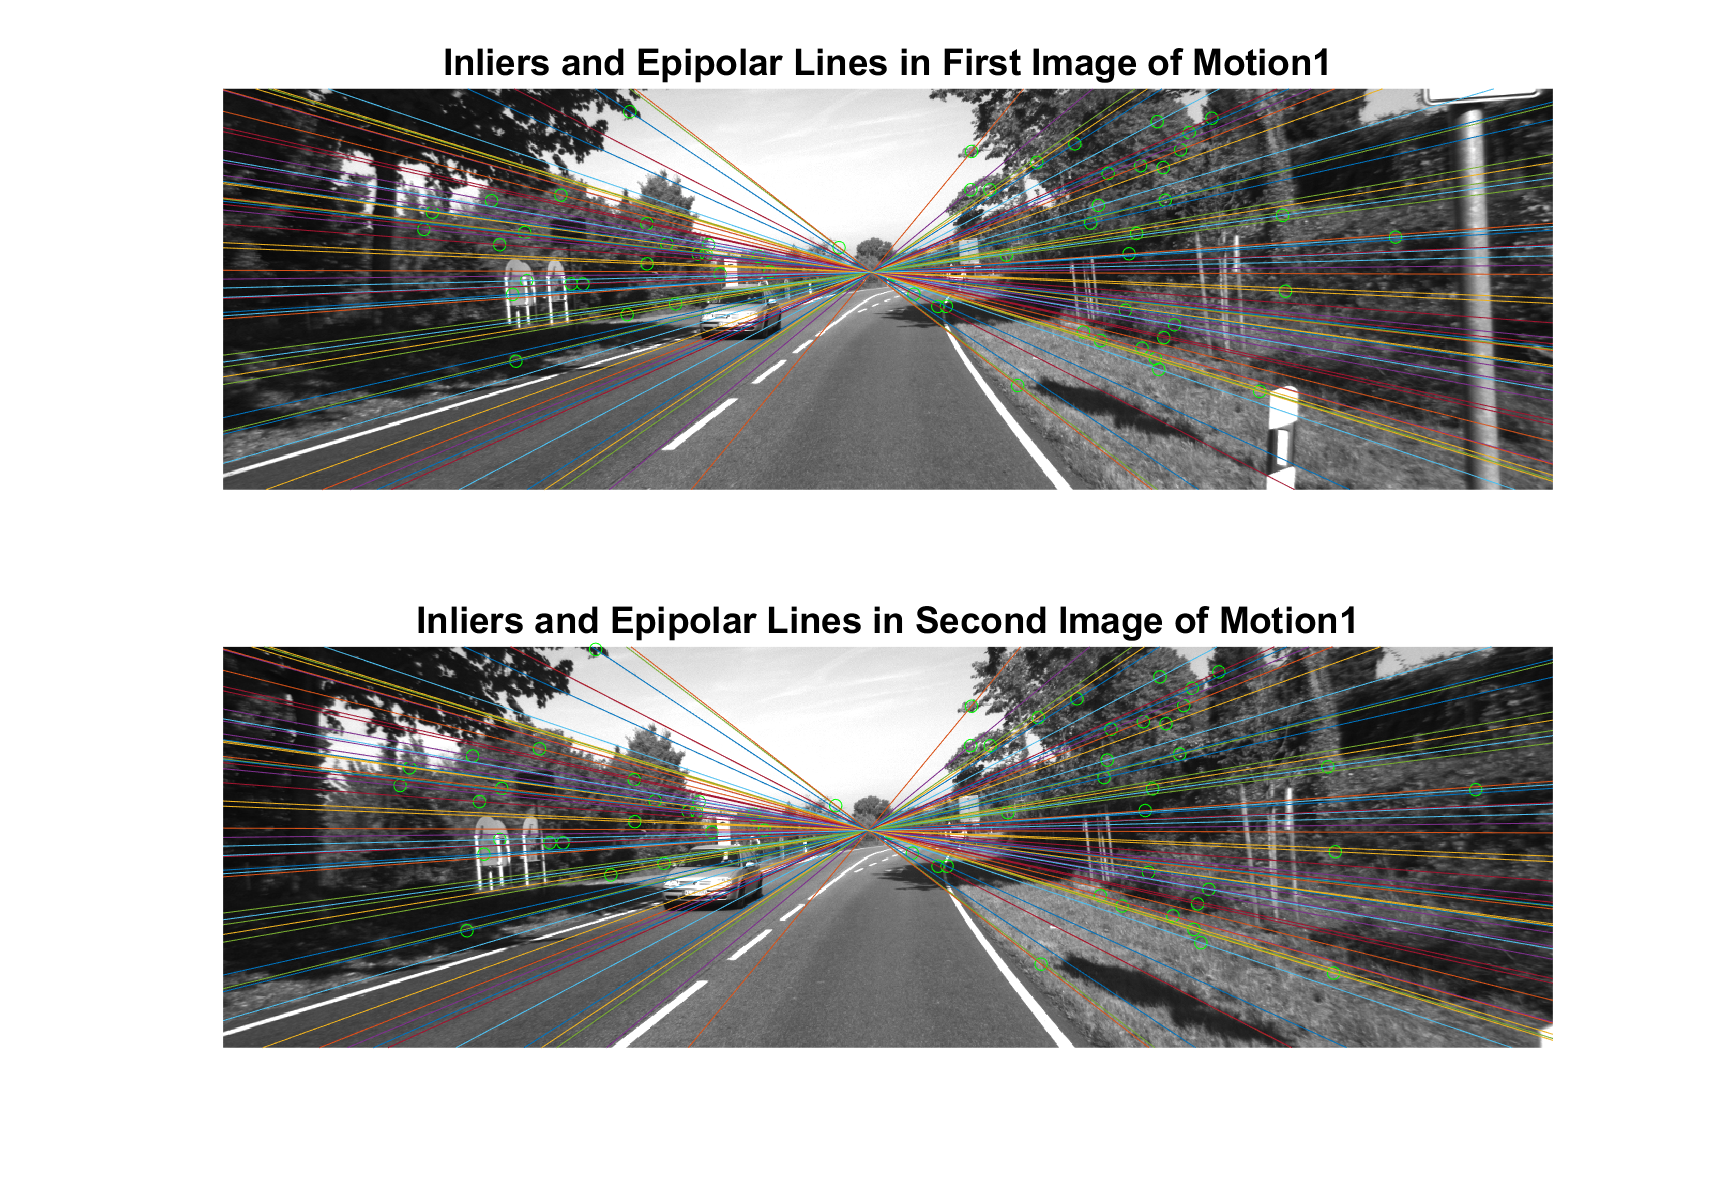 Inliers and Epipolar Lines in First Image of Motion1
Inliers and Epipolar Lines in Second Image of Motion1